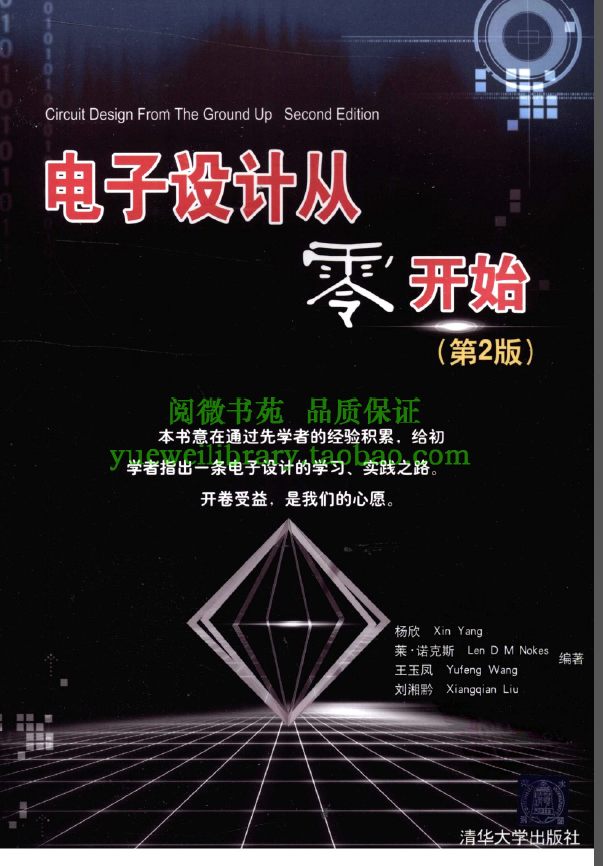 Circuit Design From The Ground Up Second Edition
电子设计从
零开始
(第2版)
阅微书苑 品质保证
本书意在通过先学者的经验积累，给初
yueweilibrary.taobao.com
学者指出一条电子设计的学习、实践之路。
开卷受益，是我们的心愿。
杨欣 Xin Yang
莱·诺克斯 Len D M Nokes
编著
王玉凤 Yufeng Wang
刘湘黔 Xiangqian Liu
清华大学出版社